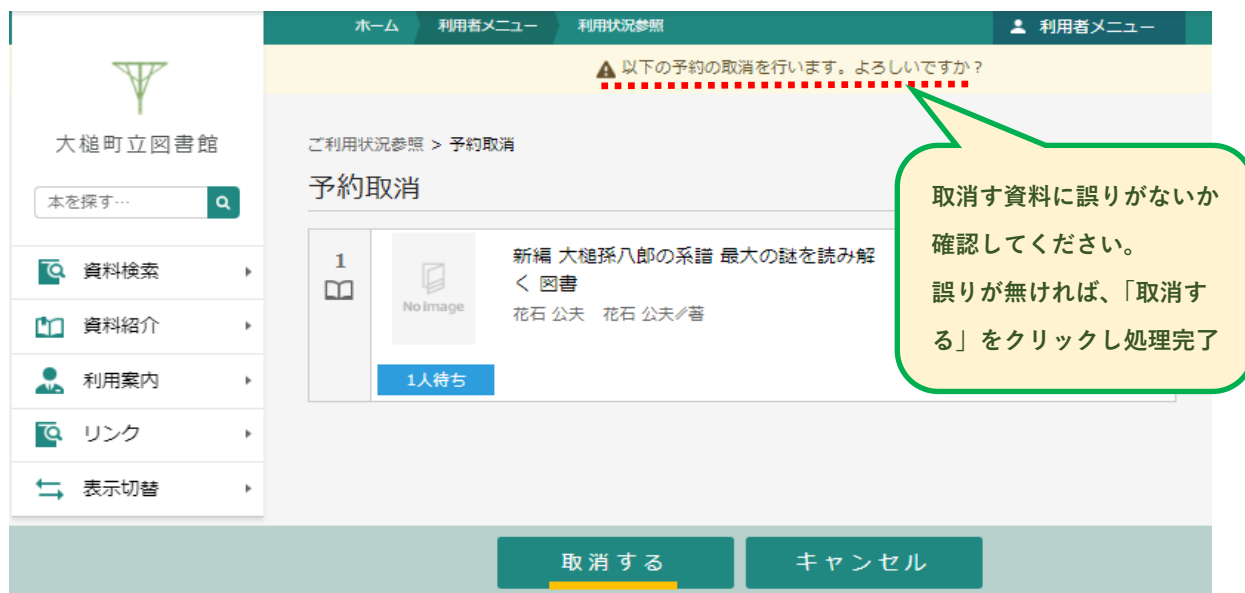 ホーム 利用者メニュー 利用状況参照 利用者メニュー
以下の予約の取消を行います。よろしいですか？
大槌町立図書館
本を探す…
資料検索
資料紹介
利用案内
リンク
表示切替
ご利用状況参照 > 予約取消
予約取消
1
No Image
新編 大槌孫八郎の系譜 最大の謎を読み解
く 図書
花石 公夫 花石 公夫∥著
1人待ち
取消す資料に誤りがないか
確認してください。
誤りが無ければ、「取消す
る」をクリックし処理完了
取消する キャンセル